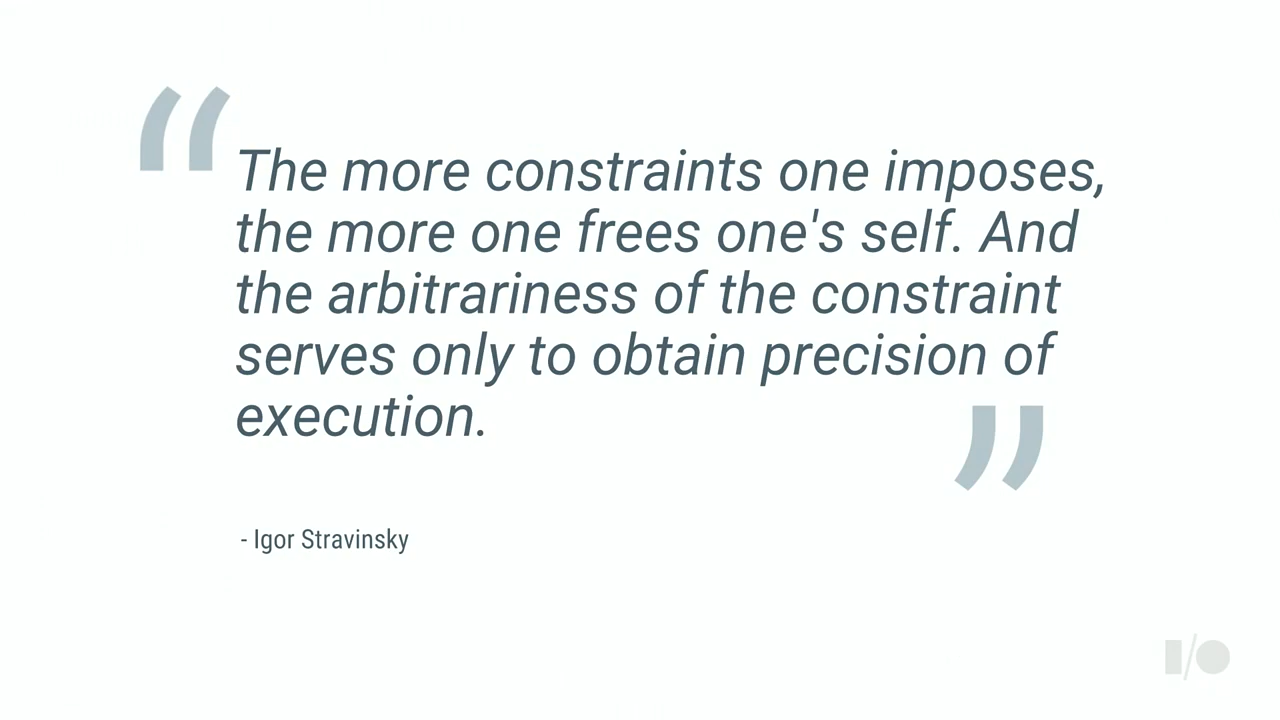 “The more constraints one imposes,
the more one frees one's self. And
the arbitrariness of the constraint
serves only to obtain precision of
execution.”
- Igor Stravinsky
I/O